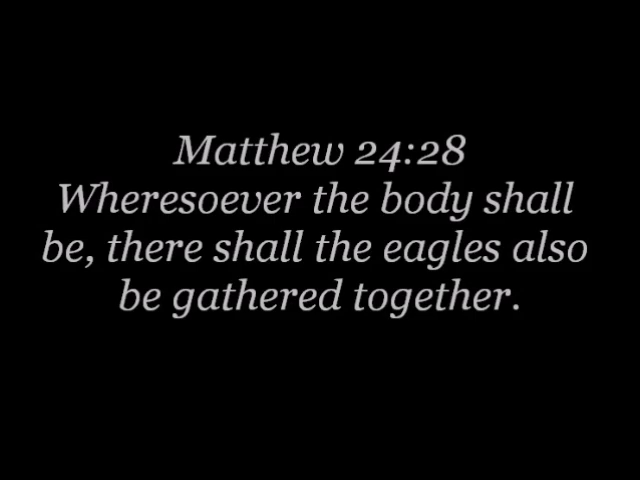 Matthew 24:28
Wheresoever the body shall
be, there shall the eagles also
be gathered together.